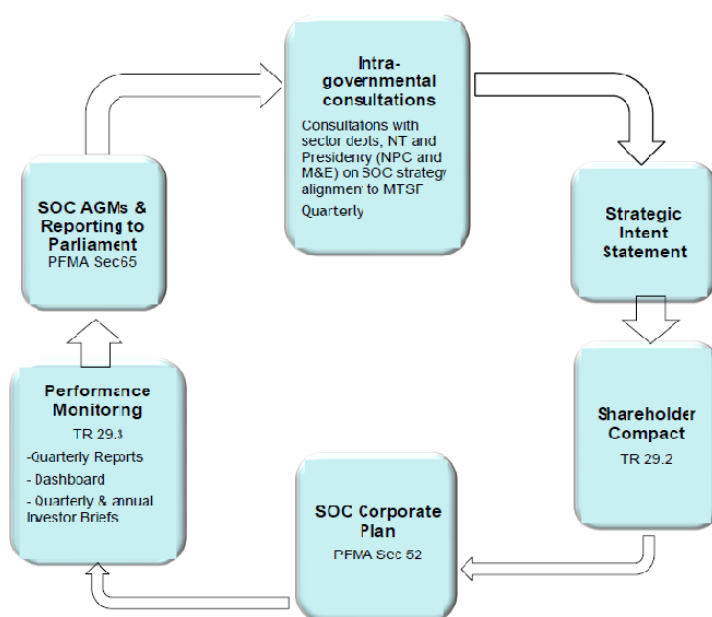 Intra-
governmental
consultations
Consultations with
sector depts, NT and
Presidency (NPC and
M&E) on SOC strategy
alignment to MTSF
Quarterly
Strategic
Intent
Statement
Shareholder
Compact
TR 29.2
SOC Corporate
Plan
PFMA Sec 52
Performance
Monitoring
TR 29.3
-Quarterly Reports
- Dashboard
- Quarterly & annual
Investor Briefs
SOC AGMs &
Reporting to
Parliament
PFMA Sec65